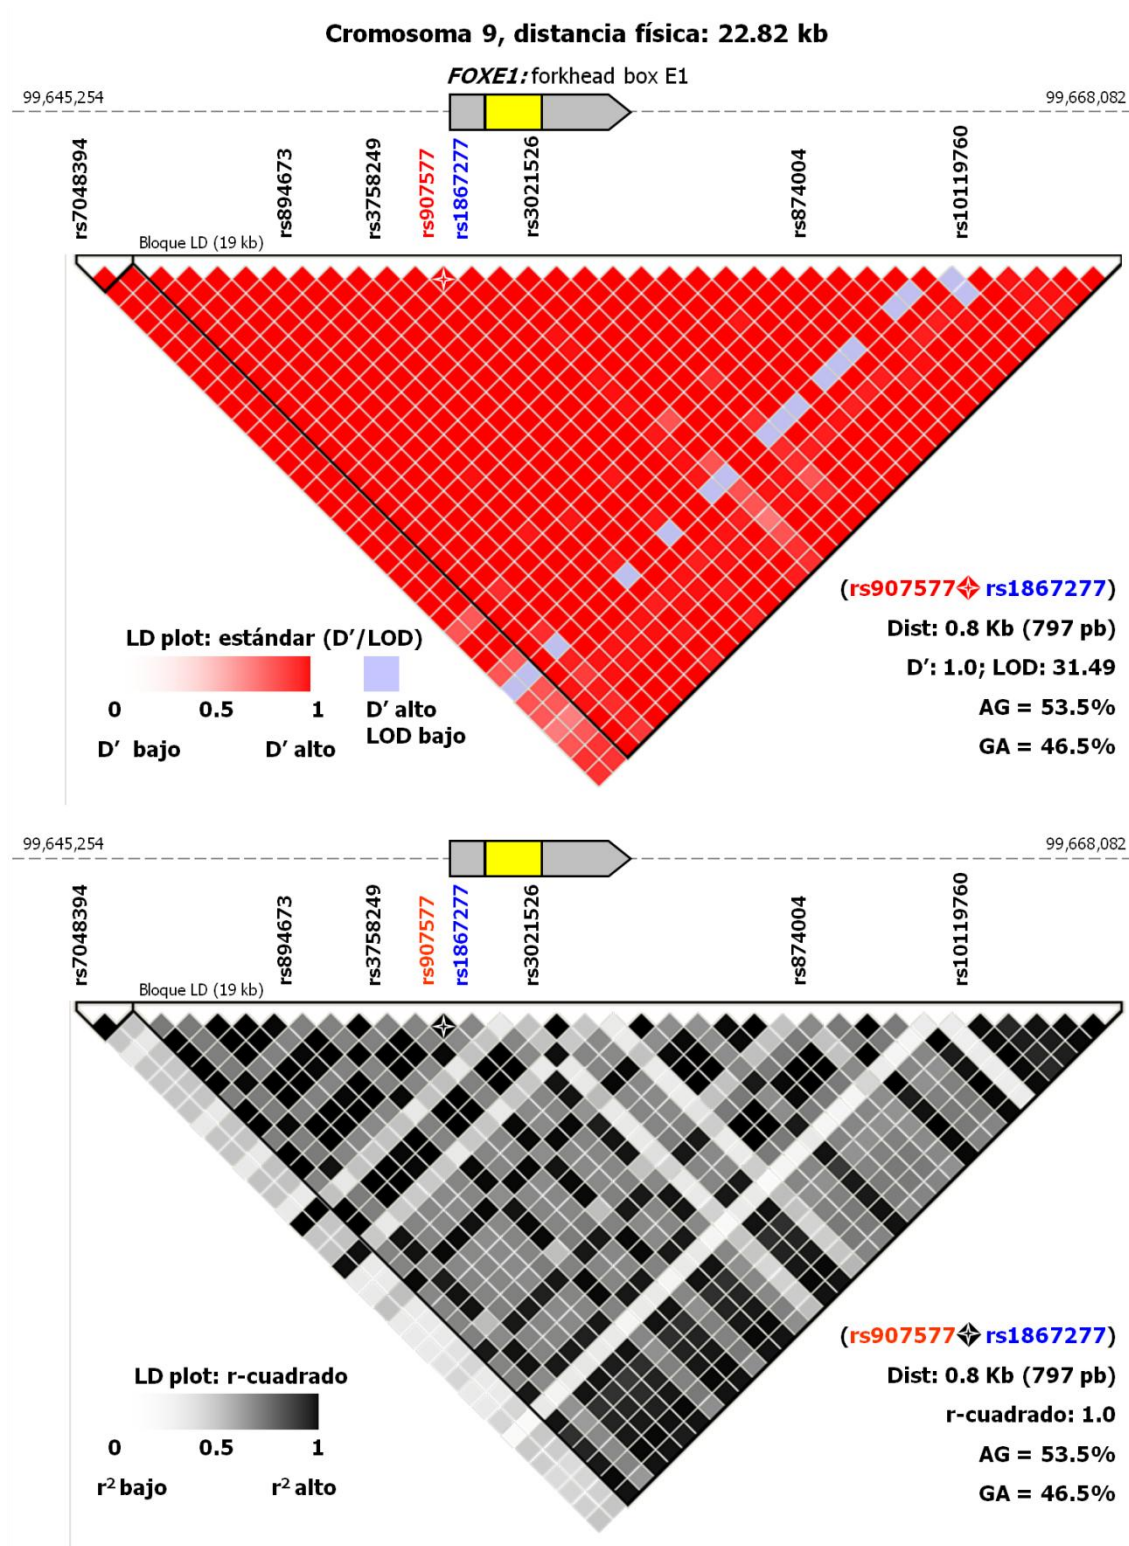 Cromosoma 9, distancia física: 22.82 kb
FOXE1: forkhead box E1
99,645,254
99,668,082
rs7048394
rs894673
rs3758249
rs907577
rs1867277
rs3021526
rs874004
rs10119760
Bloque LD (19 kb)
(rs907577 rs1867277)
Dist: 0.8 Kb (797 pb)
D’: 1.0; LOD: 31.49
AG = 53.5%
GA = 46.5%
LD plot: estándar (D’/LOD)
0 0.5 1
D’ bajo D’ alto
D’ alto
LOD bajo
99,645,254
99,668,082
rs7048394
rs894673
rs3758249
rs907577
rs1867277
rs3021526
rs874004
rs10119760
Bloque LD (19 kb)
(rs907577 rs1867277)
Dist: 0.8 Kb (797 pb)
r-cuadrado: 1.0
AG = 53.5%
GA = 46.5%
LD plot: r-cuadrado
0 0.5 1
r² bajo r² alto